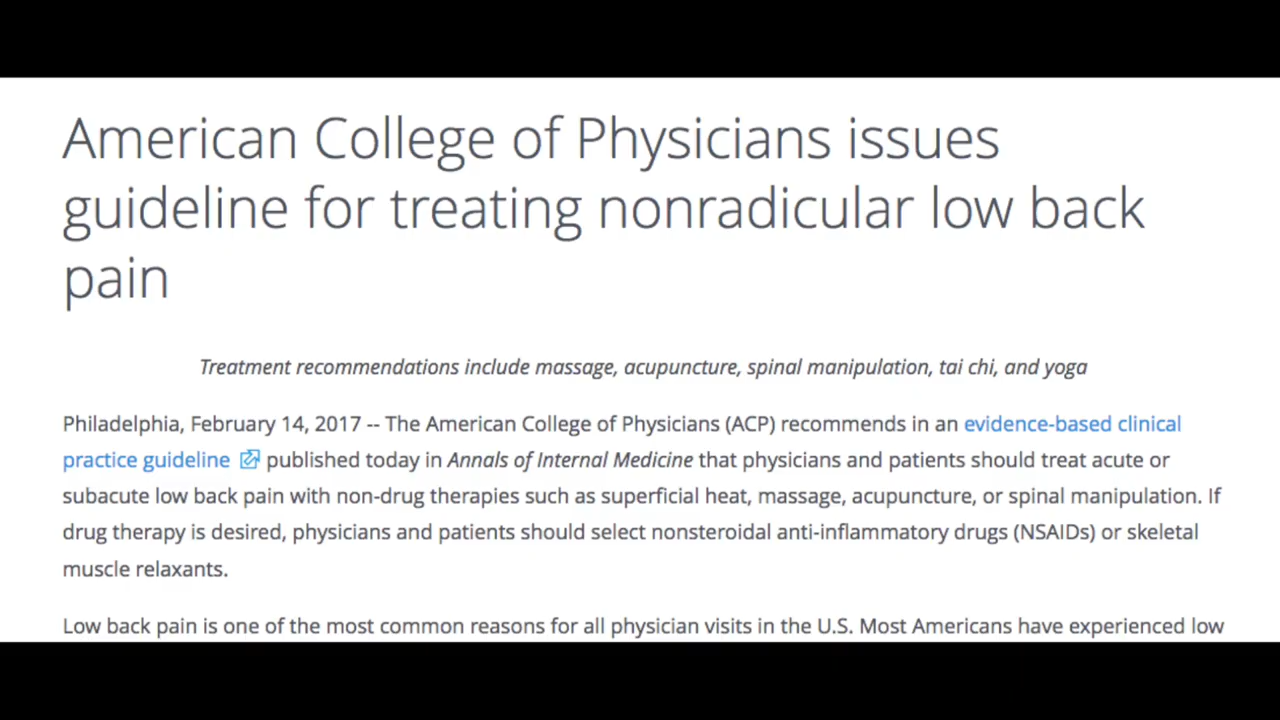 American College of Physicians issues
guideline for treating nonradicular low back
pain
Treatment recommendations include massage, acupuncture, spinal manipulation, tai chi, and yoga
Philadelphia, February 14, 2017 -- The American College of Physicians (ACP) recommends in an evidence-based clinical
practice guideline published today in Annals of Internal Medicine that physicians and patients should treat acute or
subacute low back pain with non-drug therapies such as superficial heat, massage, acupuncture, or spinal manipulation. If
drug therapy is desired, physicians and patients should select nonsteroidal anti-inflammatory drugs (NSAIDs) or skeletal
muscle relaxants.
Low back pain is one of the most common reasons for all physician visits in the U.S. Most Americans have experienced low